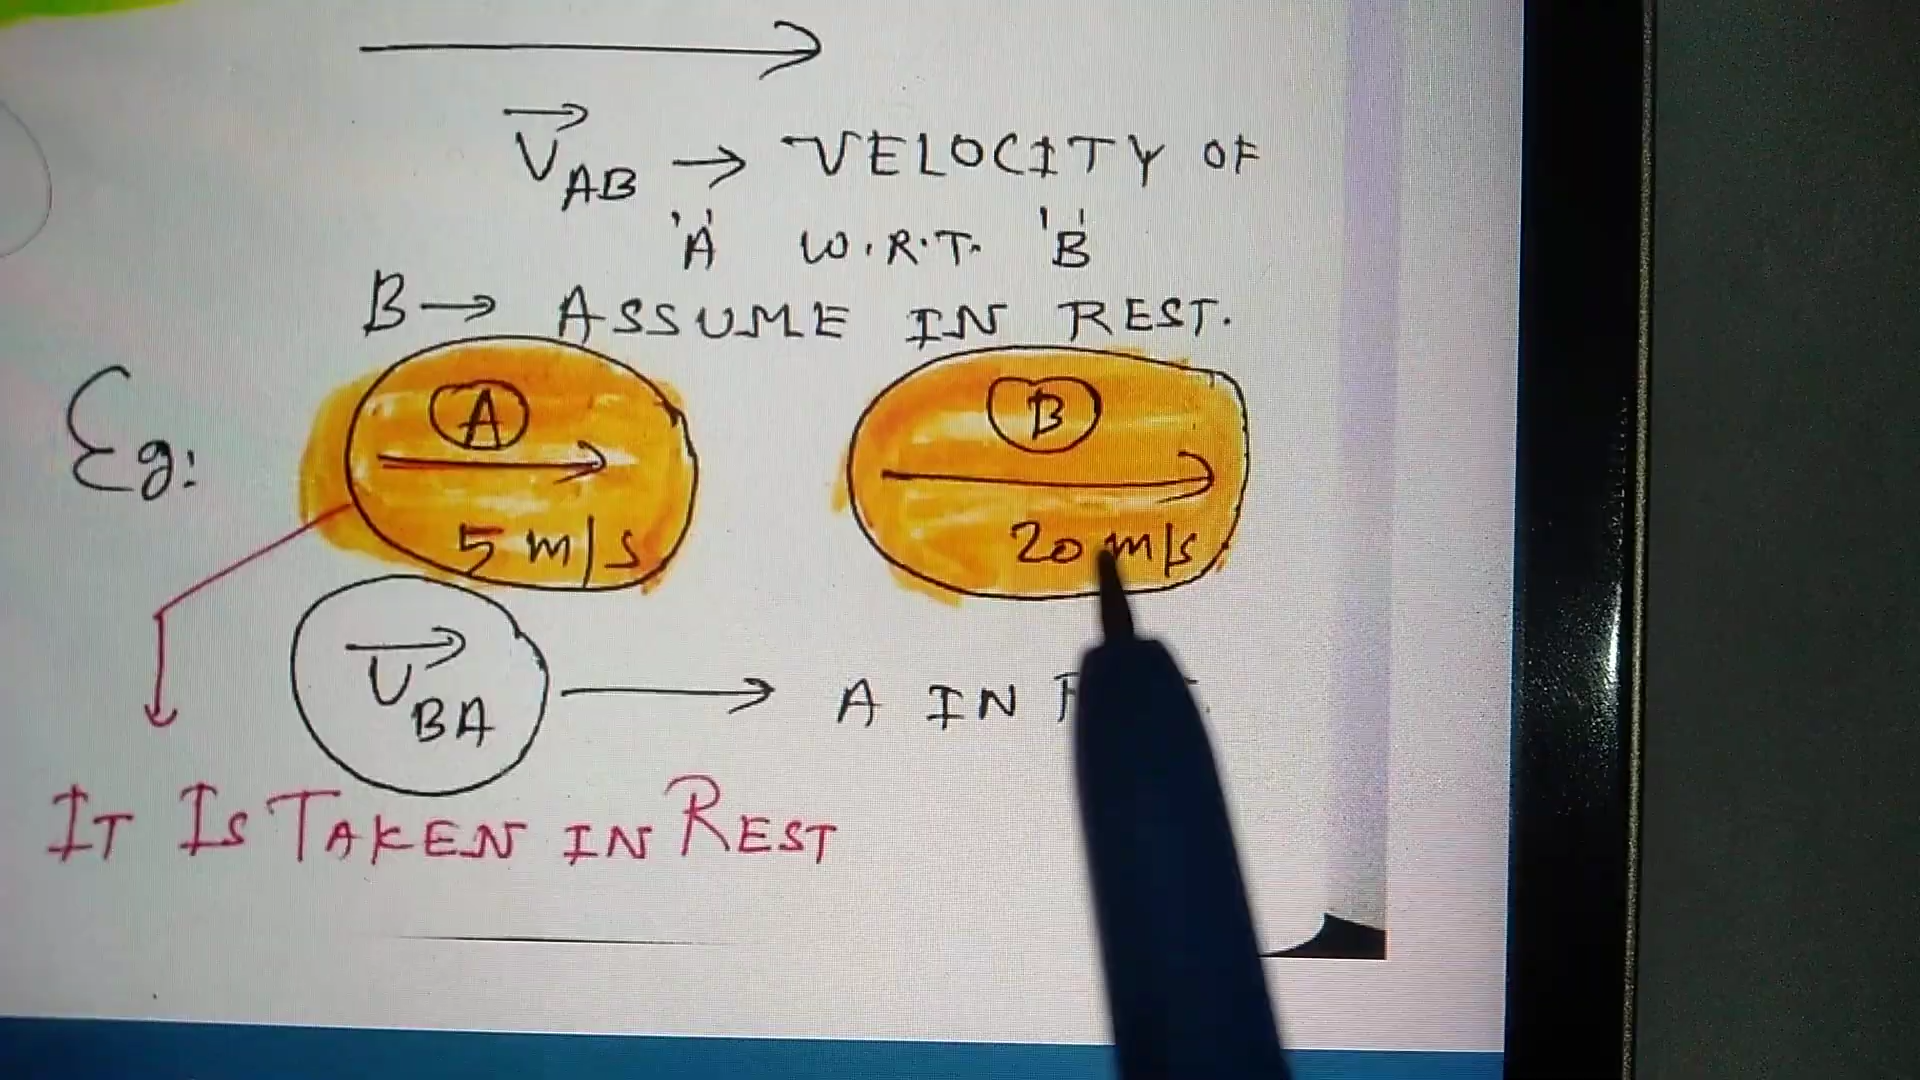 V AB → VELOCITY OF
'A' W.R.T. 'B'
B → ASSUME IN REST.
Eg:
A
5 m/s
B
20 m/s
V BA → A IN
IT IS TAKEN IN REST